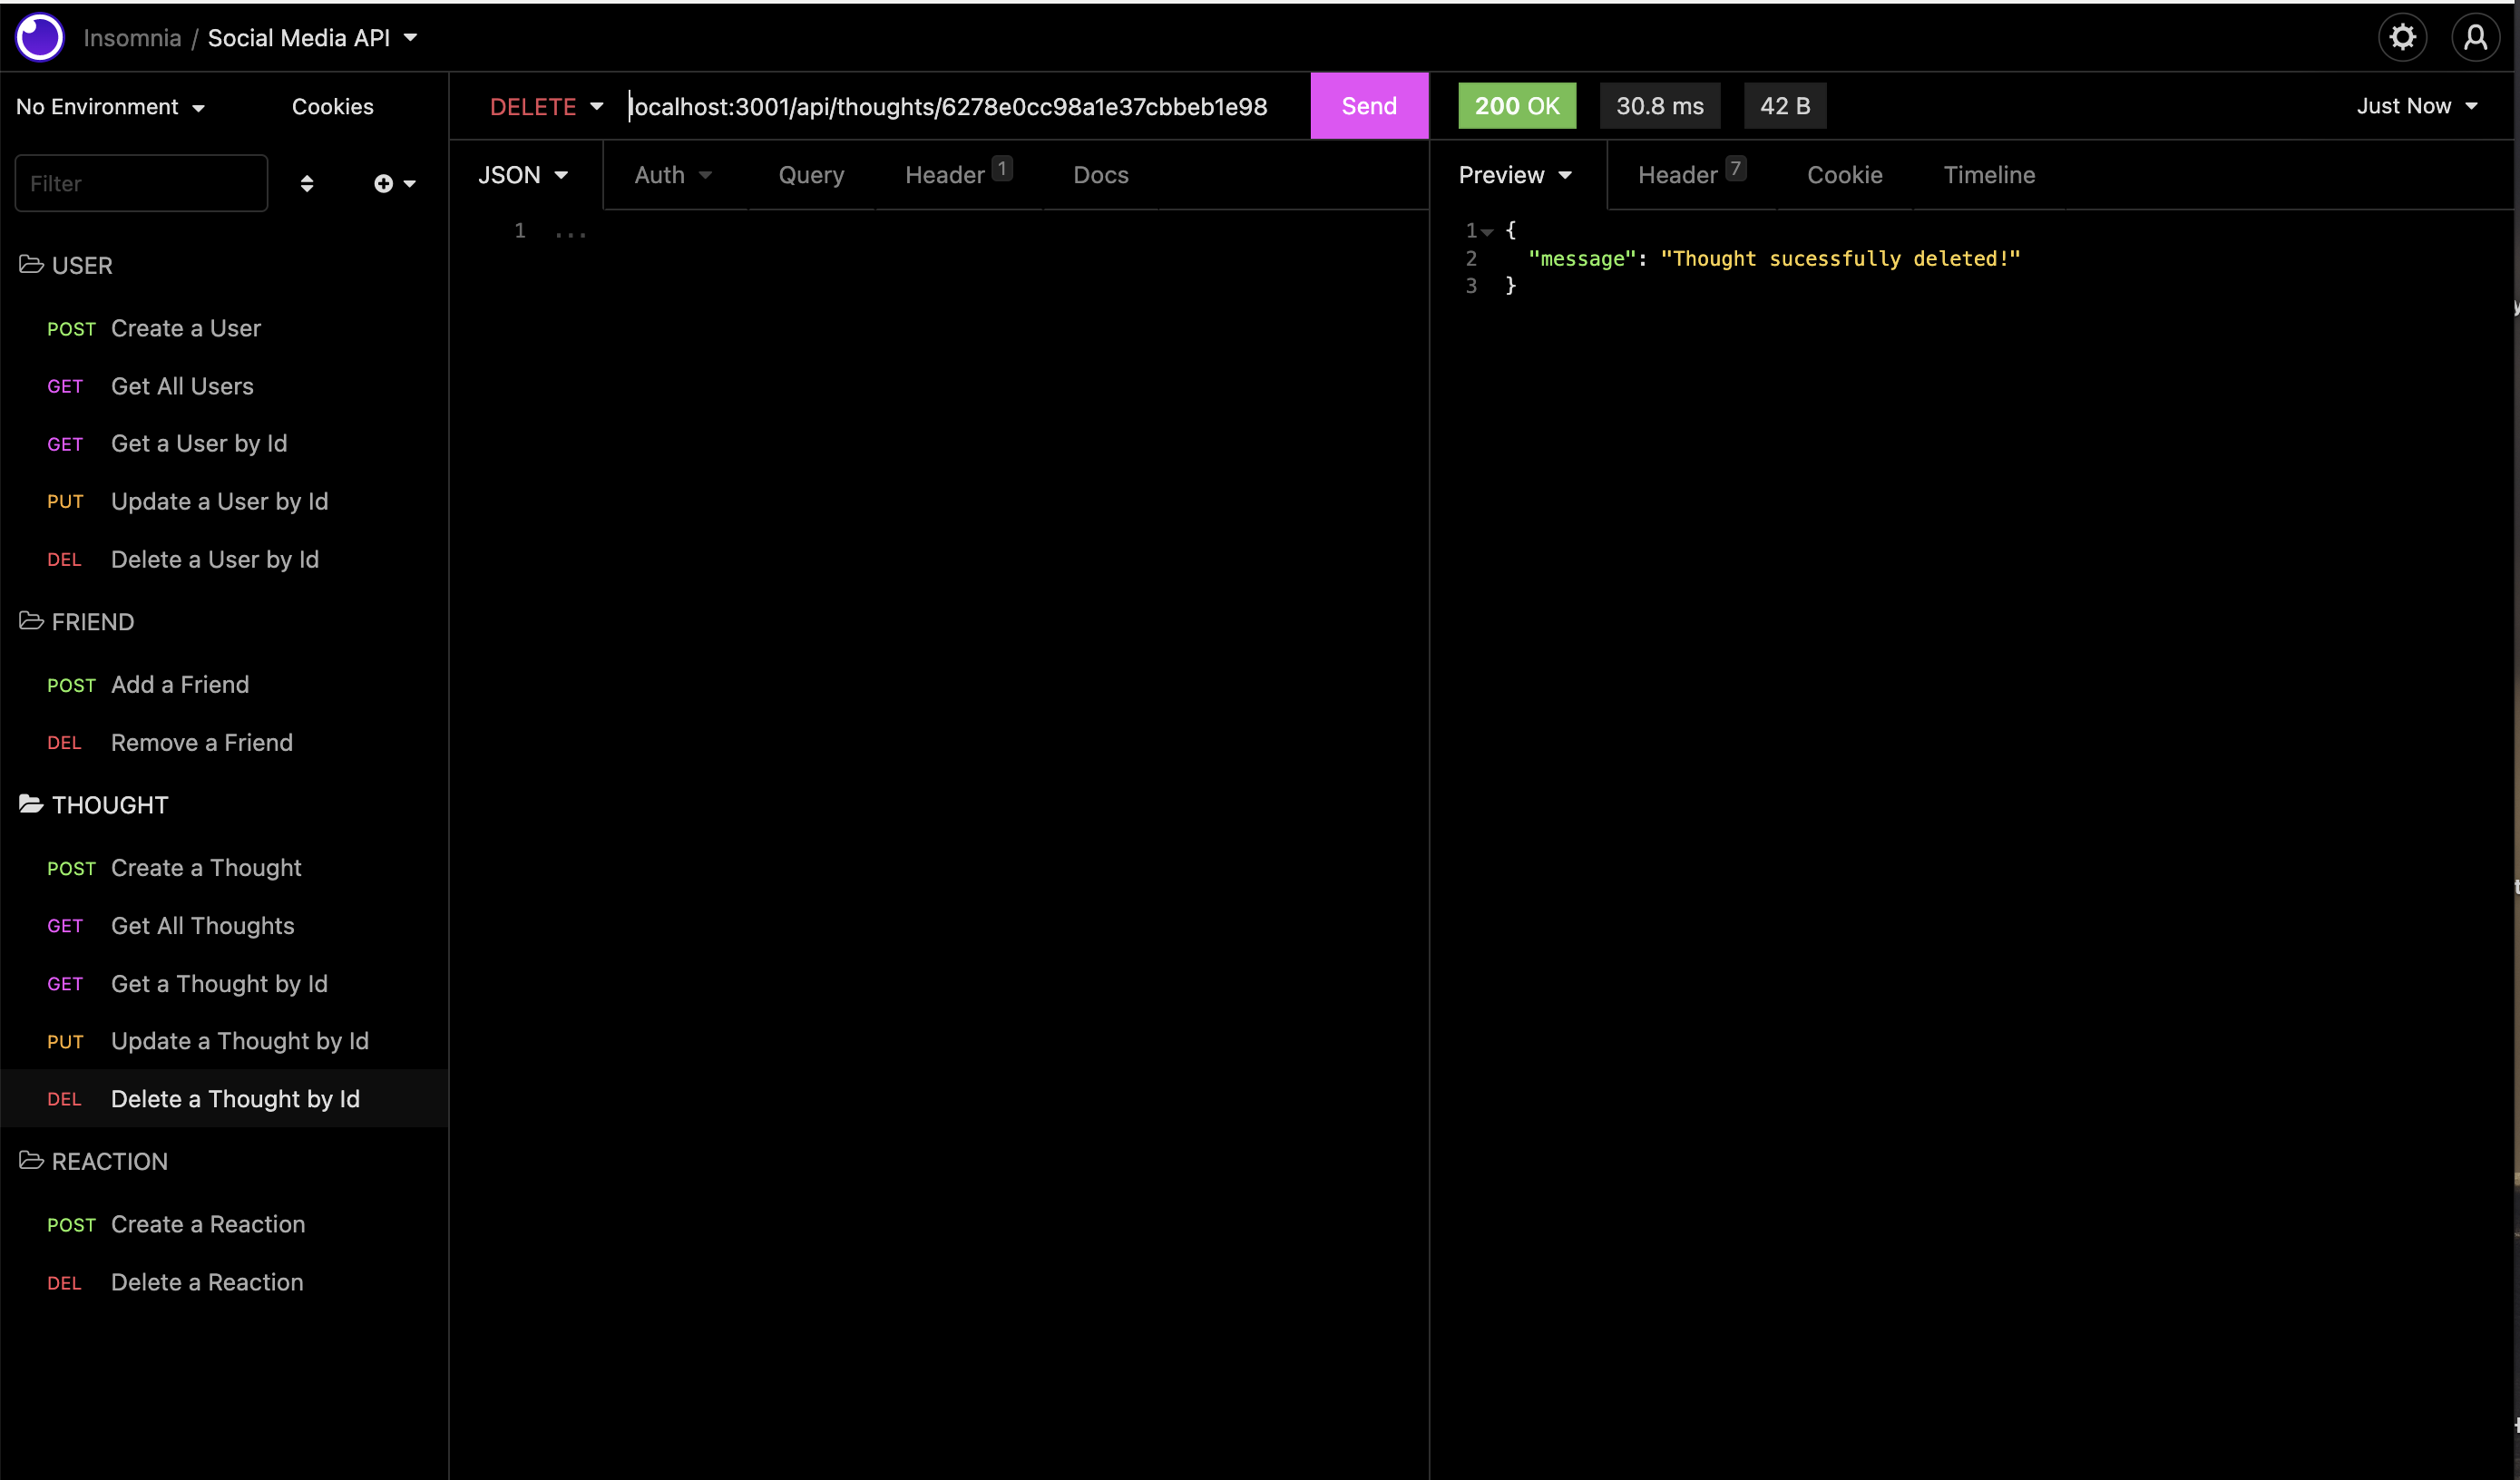 Insomnia / Social Media API
No Environment
Cookies
Filter
USER
POST Create a User
GET Get All Users
GET Get a User by Id
PUT Update a User by Id
DEL Delete a User by Id
FRIEND
POST Add a Friend
DEL Remove a Friend
THOUGHT
POST Create a Thought
GET Get All Thoughts
GET Get a Thought by Id
PUT Update a Thought by Id
DEL Delete a Thought by Id
REACTION
POST Create a Reaction
DEL Delete a Reaction
DELETE localhost:3001/api/thoughts/6278e0cc98a1e37cbbeb1e98 Send
JSON Auth Query Header 1 Docs
1 ...
200 OK 30.8 ms 42 B Just Now
Preview Header 7 Cookie Timeline
1 {
2 "message": "Thought sucessfully deleted!"
3 }